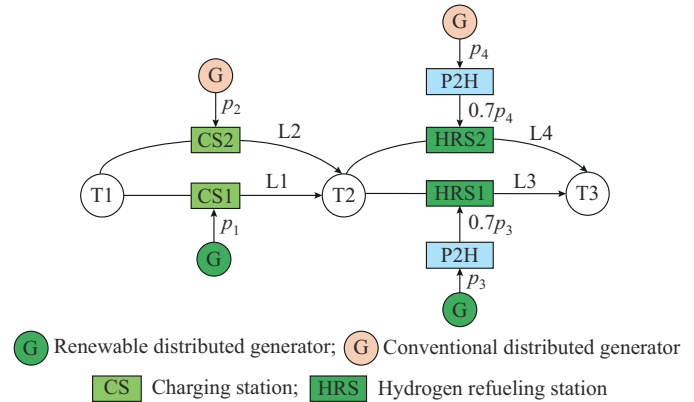 G
p4
G
P2H
p2
0.7p4
L2
L4
CS2
HRS2
T1
CS1
L1
T2
HRS1
L3
T3
p1
0.7p3
G
P2H
p3
G
G Renewable distributed generator; G Conventional distributed generator
CS Charging station; HRS Hydrogen refueling station